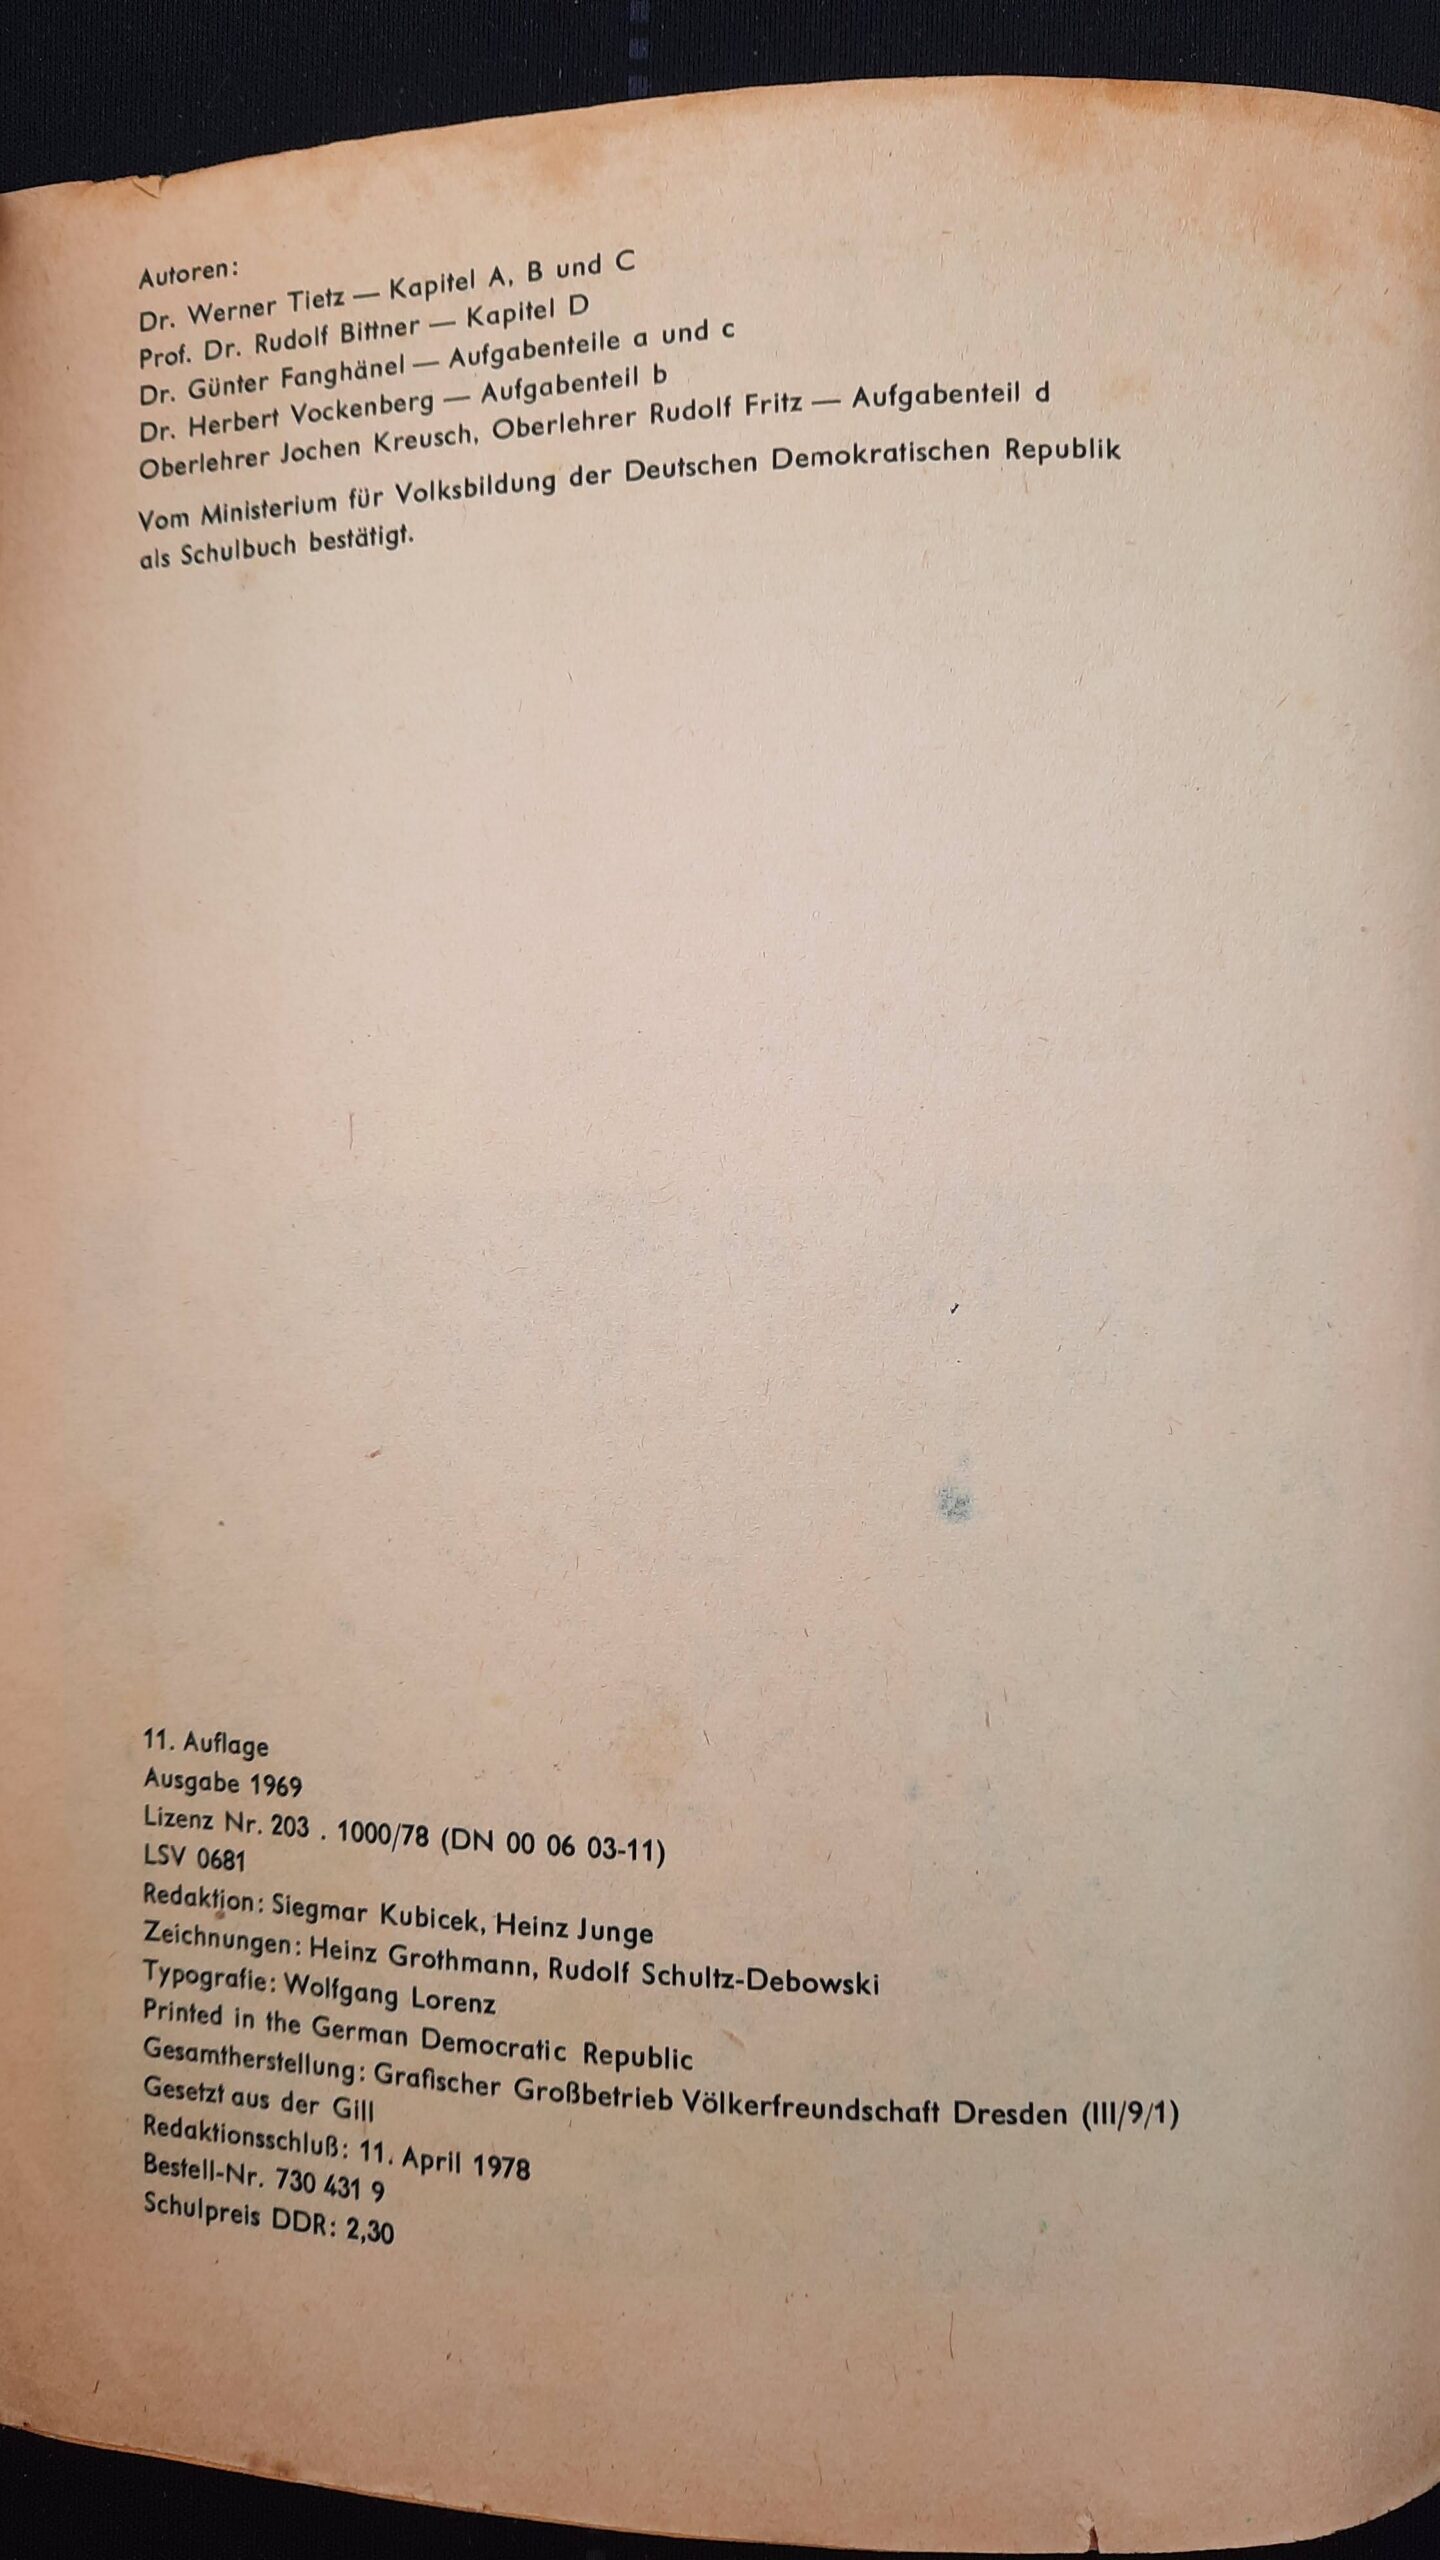 Autoren:
Dr. Werner Tietz — Kapitel A, B und C
Prof. Dr. Rudolf Bittner — Kapitel D
Dr. Günter Fanghänel — Aufgabenteile a und c
Dr. Herbert Vockenberg — Aufgabenteil b
Oberlehrer Jochen Kreusch, Oberlehrer Rudolf Fritz — Aufgabenteil d
Vom Ministerium für Volksbildung der Deutschen Demokratischen Republik
als Schulbuch bestätigt.
11. Auflage
Ausgabe 1969
Lizenz Nr. 203 . 1000/78 (DN 00 06 03-11)
LSV 0681
Redaktion: Siegmar Kubicek, Heinz Junge
Zeichnungen: Heinz Grothmann, Rudolf Schultz-Debowski
Typografie: Wolfgang Lorenz
Printed in the German Democratic Republic
Gesamtherstellung: Grafischer Großbetrieb Völkerfreundschaft Dresden (III/9/1)
Gesetzt aus der Gill
Redaktionsschluß: 11. April 1978
Bestell-Nr. 730 431 9
Schulpreis DDR: 2,30